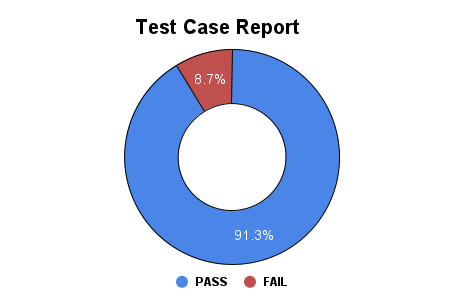 Test Case Report
8.7%
91.3%
PASS FAIL